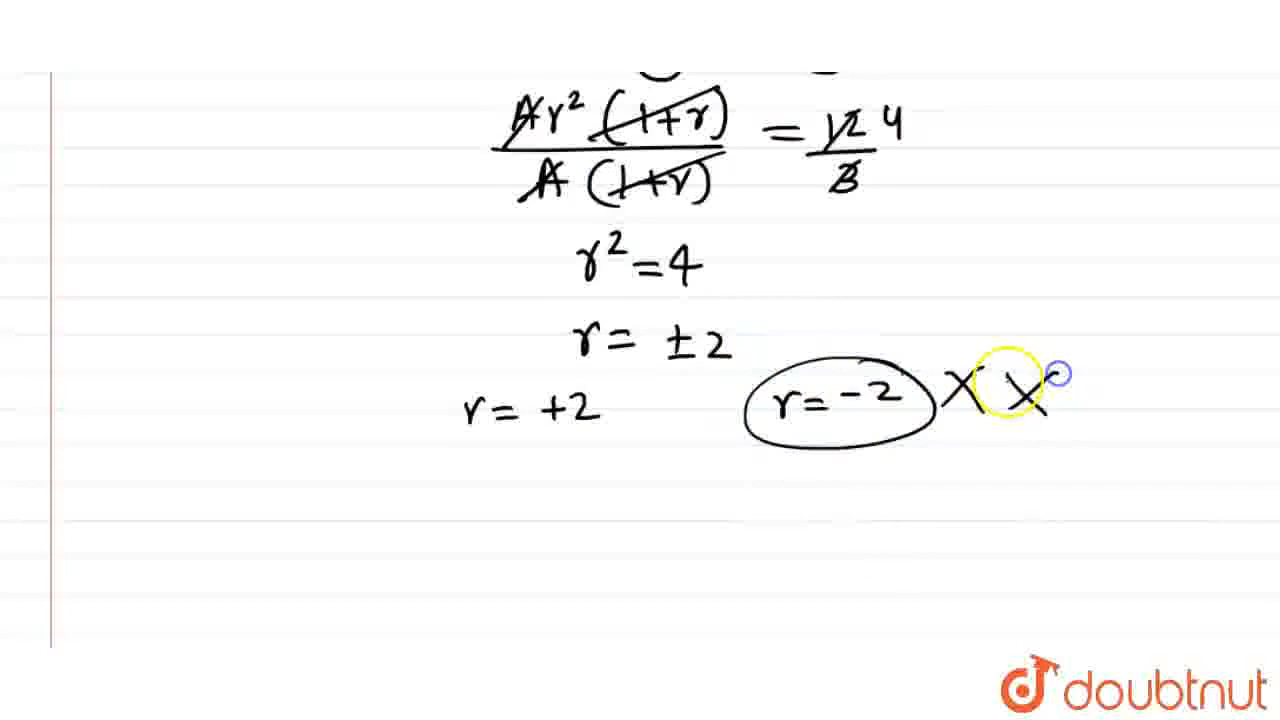 Ar² (1+r) / A (1+r) = 12 4 / 3
r² = 4
r = ± 2
r = +2 r = -2 X X
doubtnut